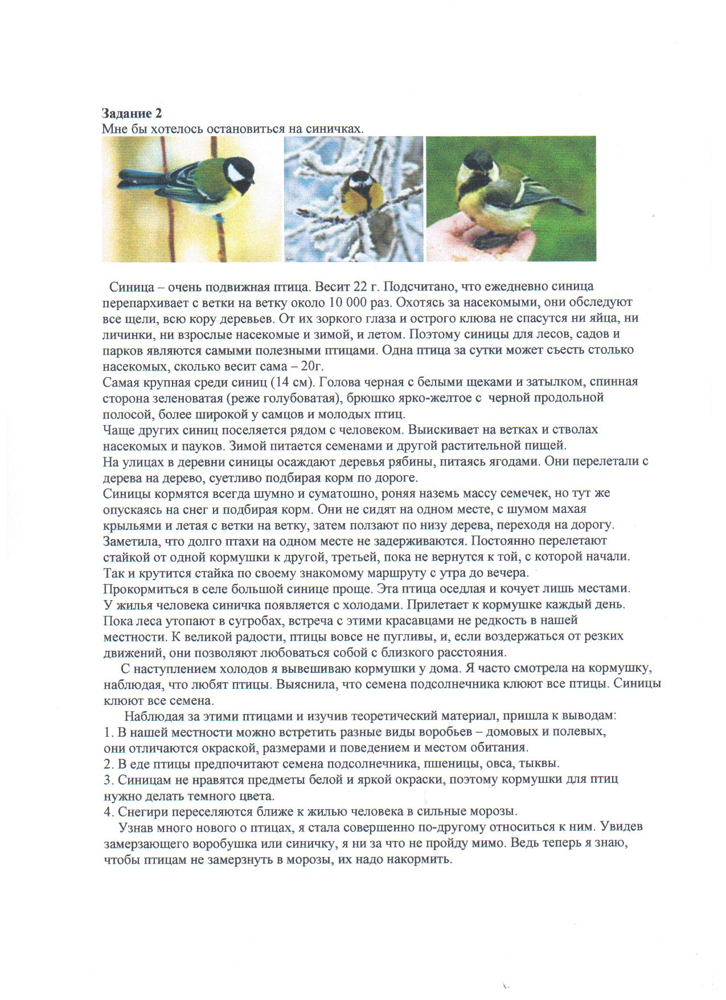 Задание 2
Мне бы хотелось остановиться на синичках.
Синица – очень подвижная птица. Весит 22 г. Подсчитано, что ежедневно синица
перепархивает с ветки на ветку около 10 000 раз. Охотясь за насекомыми, они обследуют
все щели, всю кору деревьев. От их зоркого глаза и острого клюва не спасутся ни яйца, ни
личинки, ни взрослые насекомые и зимой, и летом. Поэтому синицы для лесов, садов и
парков являются самыми полезными птицами. Одна птица за сутки может съесть столько
насекомых, сколько весит сама – 20г.
Самая крупная среди синиц (14 см). Голова черная с белыми щеками и затылком, спинная
сторона зеленоватая (реже голубоватая), брюшко ярко-желтое с черной продольной
полосой, более широкой у самцов и молодых птиц.
Чаще других синиц поселяется рядом с человеком. Выискивает на ветках и стволах
насекомых и пауков. Зимой питается семенами и другой растительной пищей.
На улицах в деревни синицы осаждают деревья рябины, питаясь ягодами. Они перелетали с
дерева на дерево, суетливо подбирая корм по дороге.
Синицы кормятся всегда шумно и суматошно, роняя наземь массу семечек, но тут же
опускаясь на снег и подбирая корм. Они не сидят на одном месте, с шумом махая
крыльями и летая с ветки на ветку, затем ползают по низу дерева, переходя на дорогу.
Заметила, что долго птахи на одном месте не задерживаются. Постоянно перелетают
стайкой от одной кормушки к другой, третьей, пока не вернутся к той, с которой начали.
Так и крутится стайка по своему знакомому маршруту с утра до вечера.
Прокормиться в селе большой синице проще. Эта птица оседлая и кочует лишь местами.
У жилья человека синичка появляется с холодами. Прилетает к кормушке каждый день.
Пока леса утопают в сугробах, встреча с этими красавцами не редкость в нашей
местности. К великой радости, птицы вовсе не пугливы, и, если воздержаться от резких
движений, они позволяют любоваться собой с близкого расстояния.
С наступлением холодов я вывешиваю кормушки у дома. Я часто смотрела на кормушку,
наблюдая, что любят птицы. Выяснила, что семена подсолнечника клюют все птицы. Синицы
клюют все семена.
Наблюдая за этими птицами и изучив теоретический материал, пришла к выводам:
1. В нашей местности можно встретить разные виды воробьев – домовых и полевых,
они отличаются окраской, размерами и поведением и местом обитания.
2. В еде птицы предпочитают семена подсолнечника, пшеницы, овса, тыквы.
3. Синицам не нравятся предметы белой и яркой окраски, поэтому кормушки для птиц
нужно делать темного цвета.
4. Снегири переселяются ближе к жилью человека в сильные морозы.
Узнав много нового о птицах, я стала совершенно по-другому относиться к ним. Увидев
замерзающего воробушка или синичку, я ни за что не пройду мимо. Ведь теперь я знаю,
чтобы птицам не замерзнуть в морозы, их надо накормить.